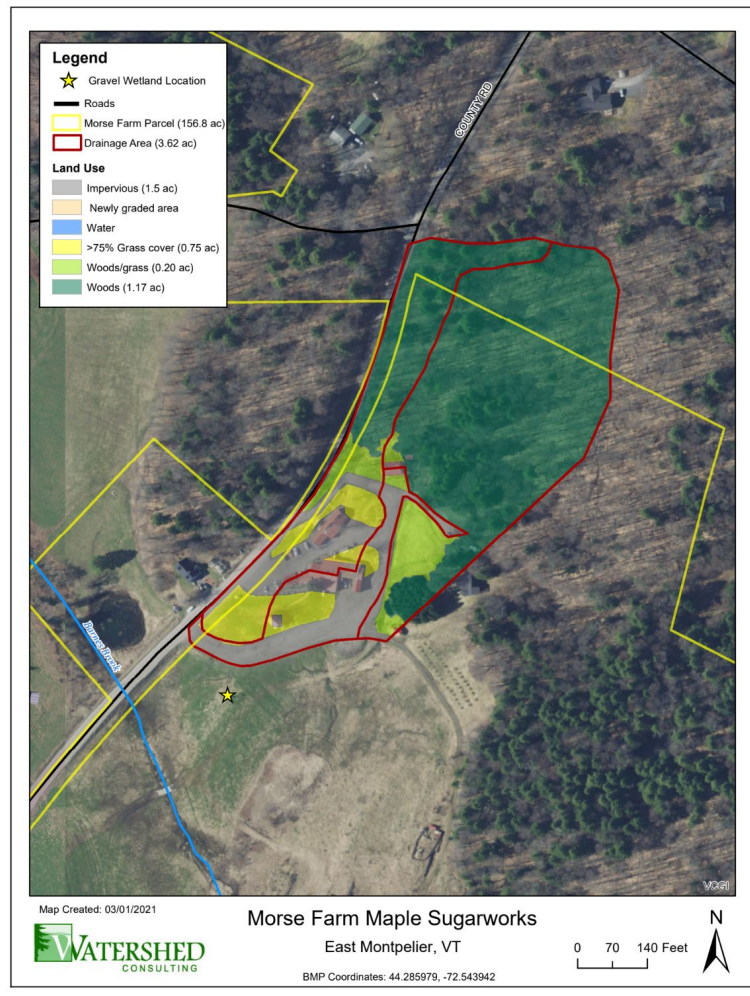 Legend
Gravel Wetland Location
Roads
Morse Farm Parcel (156.8 ac)
Drainage Area (3.62 ac)
Land Use
Impervious (1.5 ac)
Newly graded area
Water
>75% Grass cover (0.75 ac)
Woods/grass (0.20 ac)
Woods (1.17 ac)
COUNTY RD
Barnes Brook
VCGI
Map Created: 03/01/2021
WATERSHED
CONSULTING
Morse Farm Maple Sugarworks
East Montpelier, VT
BMP Coordinates: 44.285979, -72.543942
0 70 140 Feet
N